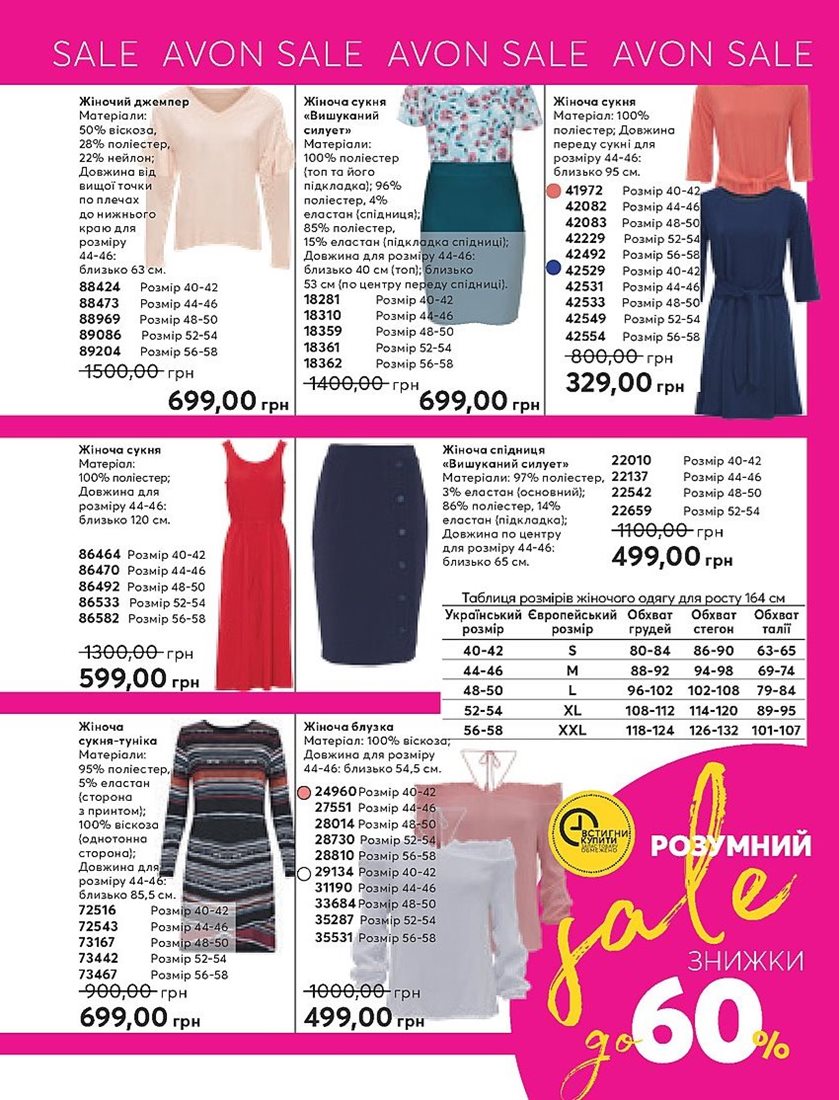 SALE AVON SALE AVON SALE AVON SALE
Жіночий джемпер
Матеріали:
50% віскоза,
28% поліестер,
22% нейлон;
Довжина від
вищої точки
по плечах
до нижнього
краю для
розміру
44-46:
близько 63 см.
88424 Розмір 40-42
88473 Розмір 44-46
88969 Розмір 48-50
89086 Розмір 52-54
89204 Розмір 56-58
1500,00 грн
699,00 грн
Жіноча сукня
«Вишуканий
силует»
Матеріали:
100% поліестер
(топ та його
підкладка); 96%
поліестер, 4%
еластан (спідниця);
85% поліестер,
15% еластан (підкладка спідниці);
Довжина для розміру 44-46:
близько 40 см (топ); близько
53 см (по центру переду спідниці).
18281 Розмір 40-42
18310 Розмір 44-46
18359 Розмір 48-50
18361 Розмір 52-54
18362 Розмір 56-58
1400,00 грн
699,00 грн
Жіноча сукня
Матеріал: 100%
поліестер; Довжина
переду сукні для
розміру 44-46:
близько 95 см.
41972 Розмір 40-42
42082 Розмір 44-46
42083 Розмір 48-50
42229 Розмір 52-54
42492 Розмір 56-58
42529 Розмір 40-42
42531 Розмір 44-46
42533 Розмір 48-50
42549 Розмір 52-54
42554 Розмір 56-58
800,00 грн
329,00 грн
Жіноча сукня
Матеріал:
100% поліестер;
Довжина для
розміру 44-46:
близько 120 см.
86464 Розмір 40-42
86470 Розмір 44-46
86492 Розмір 48-50
86533 Розмір 52-54
86582 Розмір 56-58
1300,00 грн
599,00 грн
Жіноча спідниця
«Вишуканий силует»
Матеріали: 97% поліестер,
3% еластан (основний);
86% поліестер, 14%
еластан (підкладка);
Довжина по центру
для розміру 44-46:
близько 65 см.
22010 Розмір 40-42
22137 Розмір 44-46
22542 Розмір 48-50
22659 Розмір 52-54
1100,00 грн
499,00 грн
Таблиця розмірів жіночого одягу для росту 164 см
Український розмір Європейський розмір Обхват грудей Обхват стегон Обхват талії
40-42 S 80-84 86-90 63-65
44-46 M 88-92 94-98 69-74
48-50 L 96-102 102-108 79-84
52-54 XL 108-112 114-120 89-95
56-58 XXL 118-124 126-132 101-107
Жіноча
сукня-туніка
Матеріали:
95% поліестер,
5% еластан
(сторона
з принтом);
100% віскоза
(однотонна
сторона);
Довжина для
розміру 44-46:
близько 85,5 см.
72516 Розмір 40-42
72543 Розмір 44-46
73167 Розмір 48-50
73442 Розмір 52-54
73467 Розмір 56-58
900,00 грн
699,00 грн
Жіноча блузка
Матеріал: 100% віскоза;
Довжина для розміру
44-46: близько 54,5 см.
24960 Розмір 40-42
27551 Розмір 44-46
28014 Розмір 48-50
28730 Розмір 52-54
28810 Розмір 56-58
29134 Розмір 40-42
31190 Розмір 44-46
33684 Розмір 48-50
35287 Розмір 52-54
35531 Розмір 56-58
1000,00 грн
499,00 грн
ВСТИГНИ
КУПИТИ
ОБМЕЖЕНО
РОЗУМНИЙ
sale
ЗНИЖКИ
до 60%